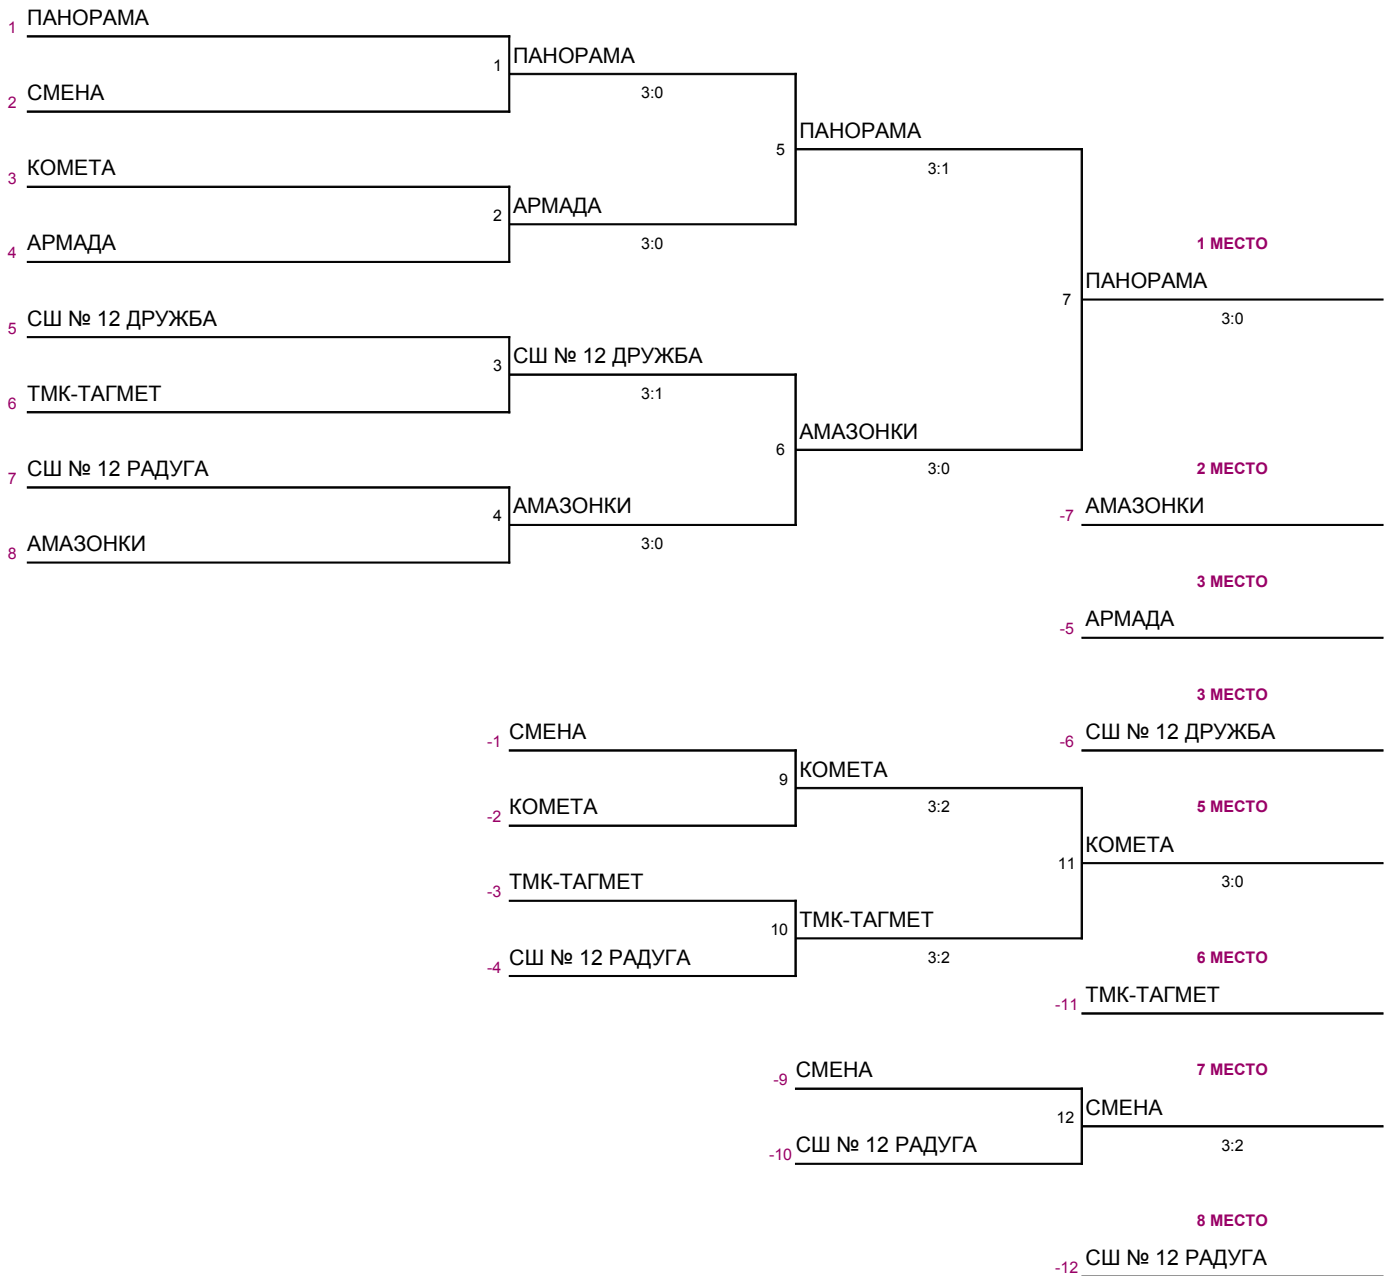 1 ПАНОРАМА
1 ПАНОРАМА
3:0
2 СМЕНА
5 ПАНОРАМА
3:1
3 КОМЕТА
2 АРМАДА
3:0
4 АРМАДА
1 МЕСТО
7 ПАНОРАМА
3:0
5 СШ № 12 ДРУЖБА
3 СШ № 12 ДРУЖБА
3:1
6 ТМК-ТАГМЕТ
6 АМАЗОНКИ
3:0
7 СШ № 12 РАДУГА
2 МЕСТО
4 АМАЗОНКИ
3:0
-7 АМАЗОНКИ
8 АМАЗОНКИ
3 МЕСТО
-5 АРМАДА
3 МЕСТО
-1 СМЕНА
-6 СШ № 12 ДРУЖБА
9 КОМЕТА
3:2
-2 КОМЕТА
5 МЕСТО
11 КОМЕТА
3:0
-3 ТМК-ТАГМЕТ
10 ТМК-ТАГМЕТ
3:2
-4 СШ № 12 РАДУГА
6 МЕСТО
-11 ТМК-ТАГМЕТ
-9 СМЕНА
7 МЕСТО
12 СМЕНА
3:2
-10 СШ № 12 РАДУГА
8 МЕСТО
-12 СШ № 12 РАДУГА